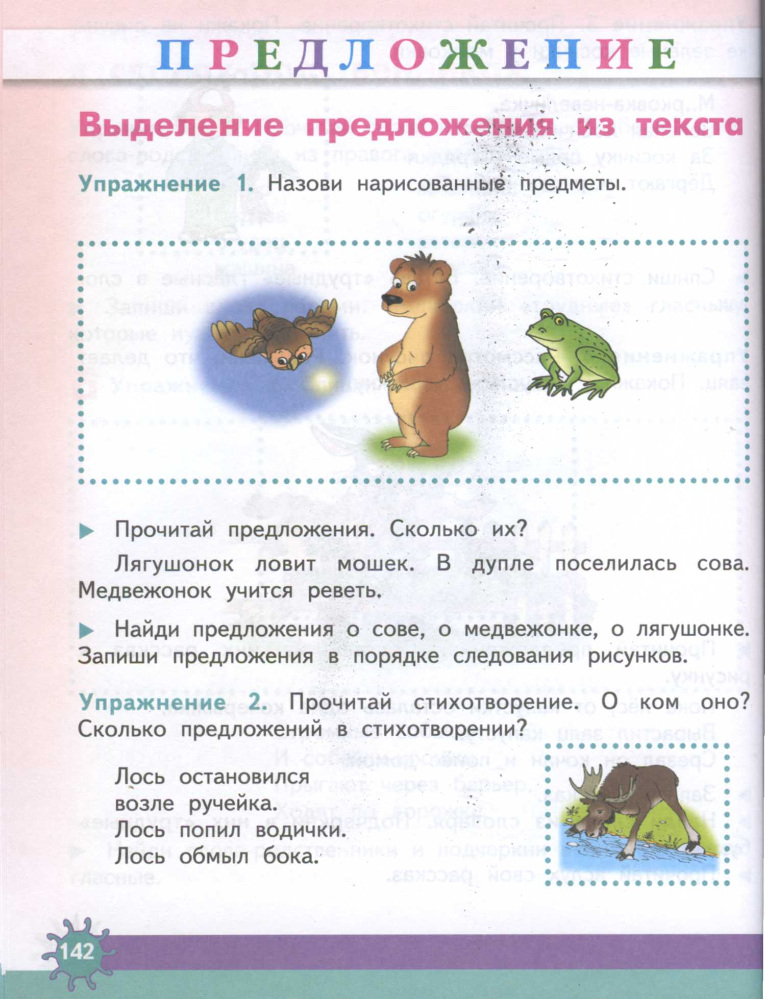 ПРЕДЛОЖЕНИЕ
Выделение предложения из текста
Упражнение 1. Назови нарисованные предметы.
Прочитай предложения. Сколько их?
Лягушонок ловит мошек. В дупле поселилась сова.
Медвежонок учится реветь.
Найди предложения о сове, о медвежонке, о лягушонке.
Запиши предложения в порядке следования рисунков.
Упражнение 2. Прочитай стихотворение. О ком оно?
Сколько предложений в стихотворении?
Лось остановился
возле ручейка.
Лось попил водички.
Лось обмыл бока.
142